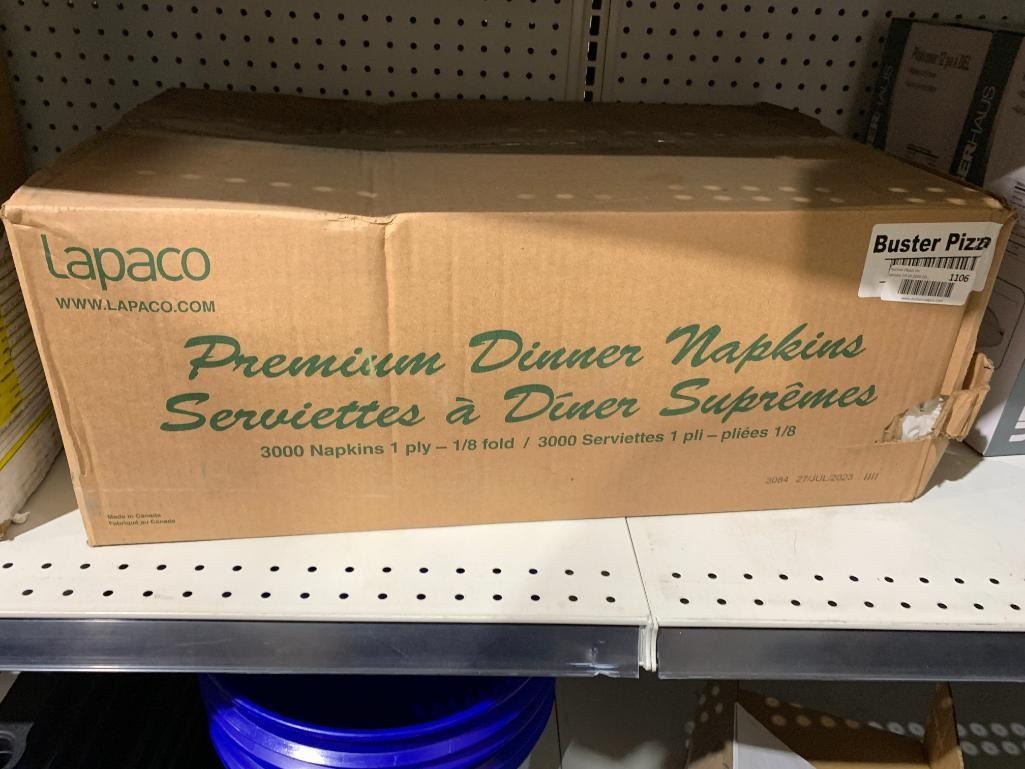 Lapaco
WWW.LAPACO.COM
Buster Pizz
1106
Premium Dinner Napkins
Serviettes à Dîner Suprêmes
3000 Napkins 1 ply – 1/8 fold / 3000 Serviettes 1 pli – pliées 1/8
3084 27/JUL/2023 ////
Made in Canada
Fabriqué au Canada